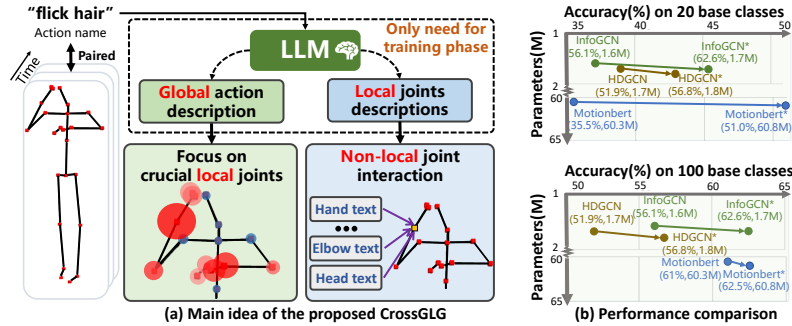 "flick hair"
Action name
Paired
Time
LLM
Only need for
training phase
Global action
description
Local joints
descriptions
Focus on
crucial local joints
Non-local joint
interaction
Hand text
•••
Elbow text
Head text
(a) Main idea of the proposed CrossGLG
Accuracy(%) on 20 base classes
35 40 45 50
1
2
60
65
Parameters(M)
InfoGCN
(56.1%,1.6M)
InfoGCN*
(62.6%,1.7M)
HDGCN
(51.9%,1.7M)
HDGCN*
(56.8%,1.8M)
Motionbert
(35.5%,60.3M)
Motionbert*
(51.0%,60.8M)
Accuracy(%) on 100 base classes
50 55 60 65
1
2
60
65
Parameters(M)
HDGCN
(51.9%,1.7M)
InfoGCN
(56.1%,1.6M)
InfoGCN*
(62.6%,1.7M)
HDGCN*
(56.8%,1.8M)
Motionbert
(61%,60.3M)
Motionbert*
(62.5%,60.8M)
(b) Performance comparison